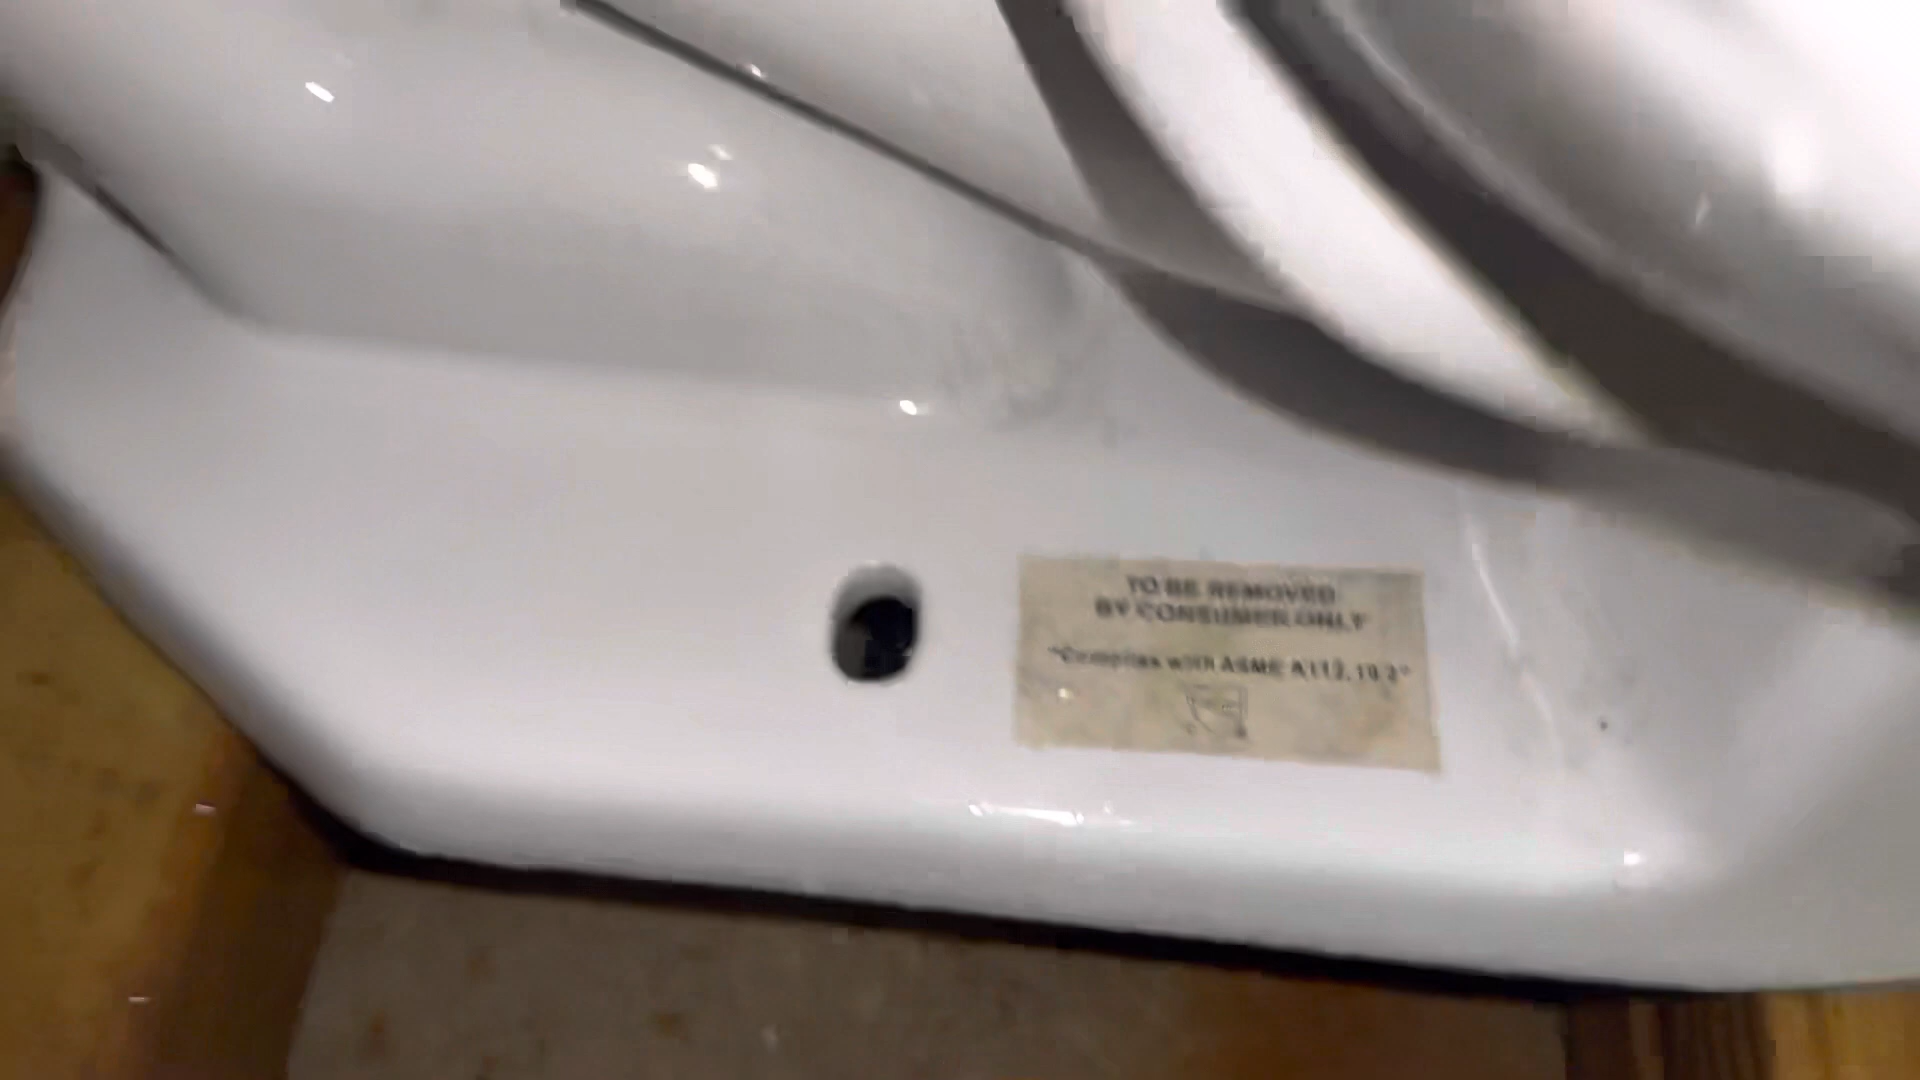 TO BE REMOVED
BY CONSUMER ONLY
"Complies with ASME A112.19.2"